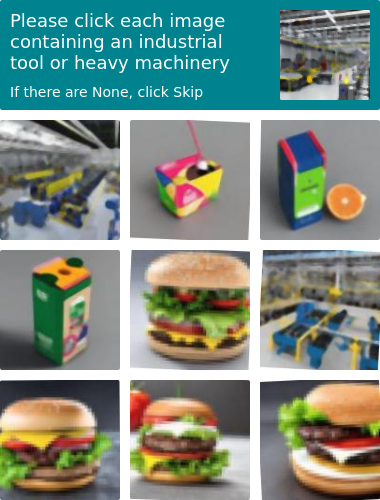 Please click each image
containing an industrial
tool or heavy machinery
If there are None, click Skip